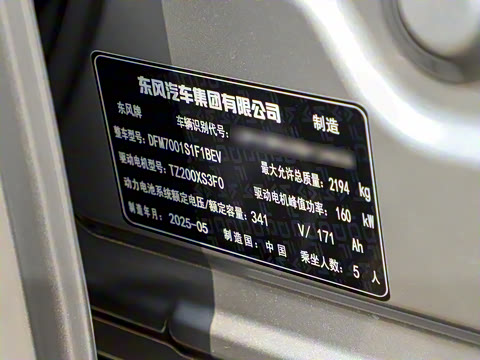 东风汽车集团有限公司 制造
东风牌 车辆识别代号:
整车型号: DFM7001S1F1BEV 最大允许总质量: 2194 kg
驱动电机型号: TZ200XS3F0 驱动电机峰值功率: 160 kW
动力电池系统额定电压/额定容量: 341 V/ 171 Ah
制造年月: 2025-05 制造国: 中国 乘坐人数: 5 人